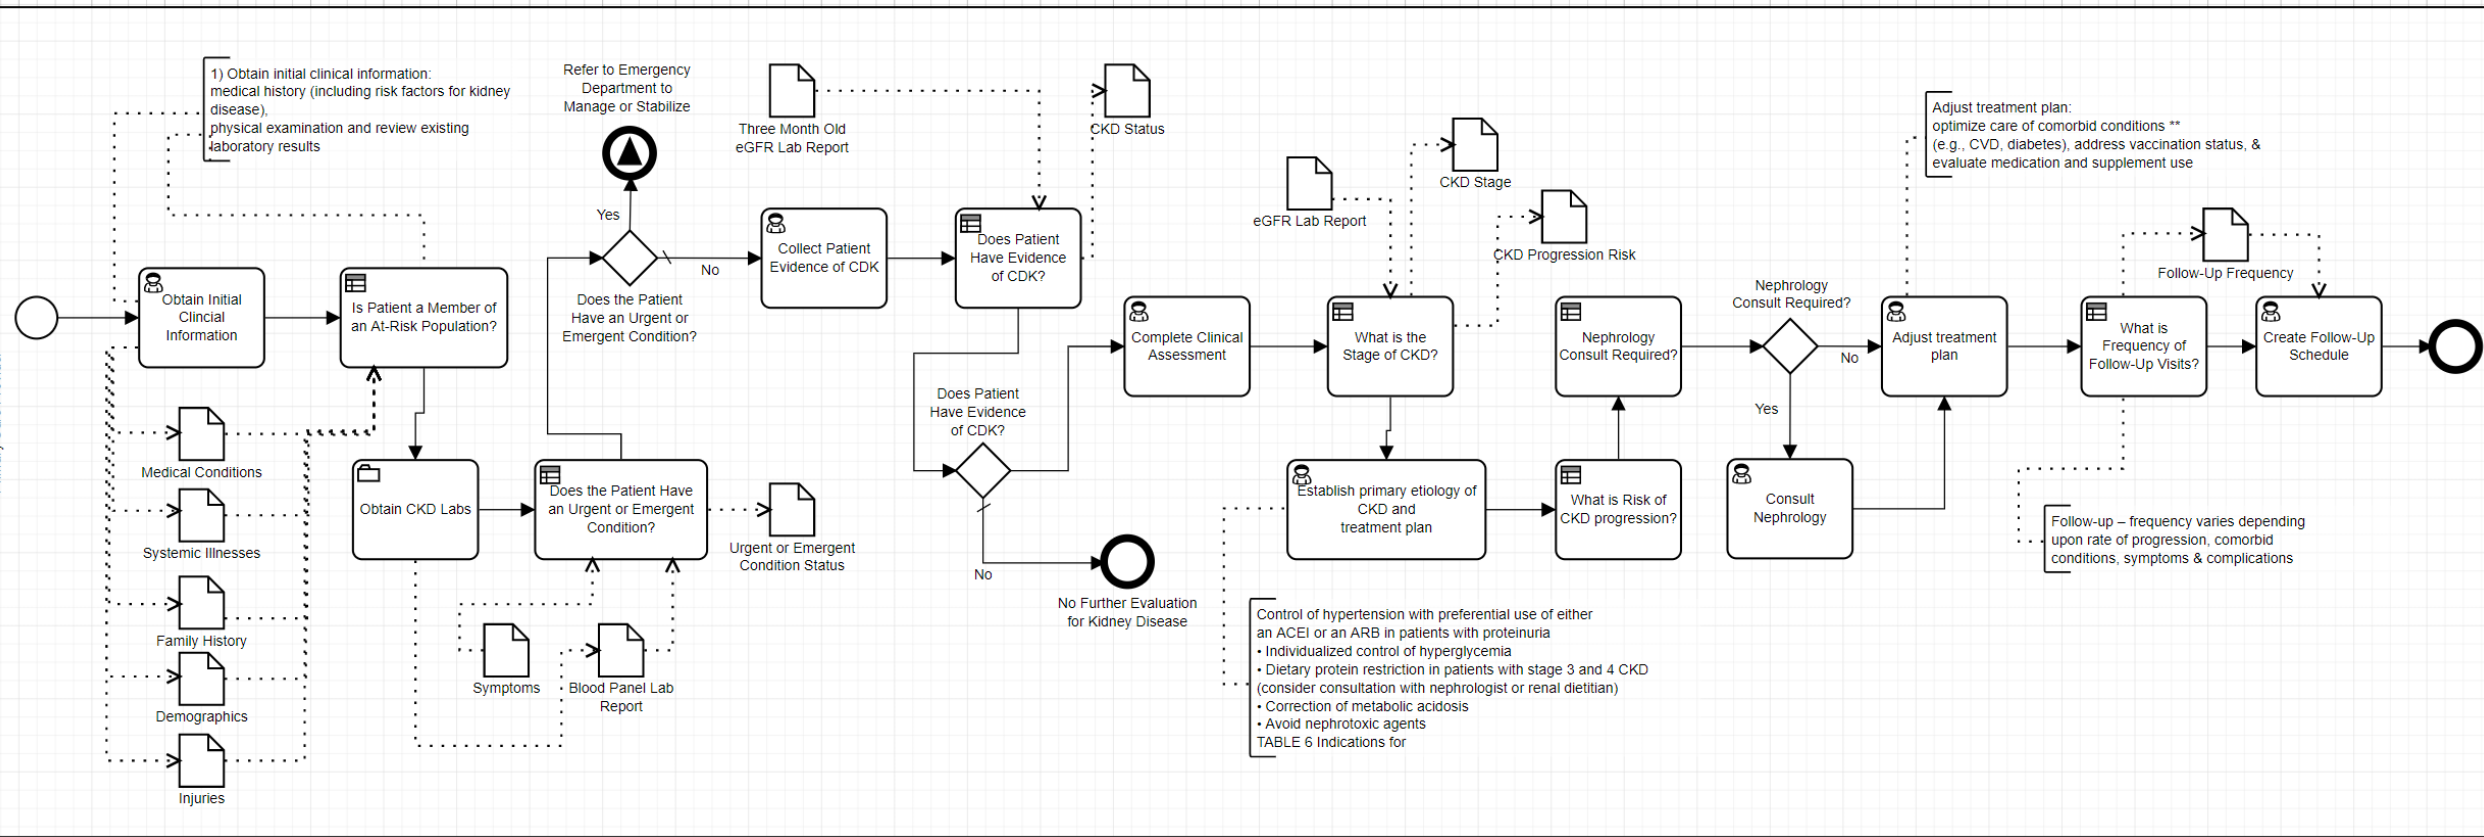 1) Obtain initial clinical information:
medical history (including risk factors for kidney
disease),
physical examination and review existing
laboratory results
Refer to Emergency
Department to
Manage or Stabilize
Three Month Old
eGFR Lab Report
CKD Status
eGFR Lab Report
CKD Stage
CKD Progression Risk
Adjust treatment plan:
optimize care of comorbid conditions **
(e.g., CVD, diabetes), address vaccination status, &
evaluate medication and supplement use
Follow-Up Frequency
Obtain Initial
Clincial
Information
Is Patient a Member of
an At-Risk Population?
Yes
No
Does the Patient
Have an Urgent or
Emergent Condition?
Collect Patient
Evidence of CDK
Does Patient
Have Evidence
of CDK?
Does Patient
Have Evidence
of CDK?
No
No Further Evaluation
for Kidney Disease
Complete Clinical
Assessment
What is the
Stage of CKD?
Nephrology
Consult Required?
Nephrology
Consult Required?
No
Yes
Adjust treatment
plan
What is
Frequency of
Follow-Up Visits?
Create Follow-Up
Schedule
Medical Conditions
Systemic Illnesses
Family History
Demographics
Injuries
Obtain CKD Labs
Does the Patient Have
an Urgent or Emergent
Condition?
Urgent or Emergent
Condition Status
Symptoms
Blood Panel Lab
Report
Establish primary etiology of
CKD and
treatment plan
What is Risk of
CKD progression?
Consult
Nephrology
Follow-up – frequency varies depending
upon rate of progression, comorbid
conditions, symptoms & complications
Control of hypertension with preferential use of either
an ACEI or an ARB in patients with proteinuria
• Individualized control of hyperglycemia
• Dietary protein restriction in patients with stage 3 and 4 CKD
(consider consultation with nephrologist or renal dietitian)
• Correction of metabolic acidosis
• Avoid nephrotoxic agents
TABLE 6 Indications for